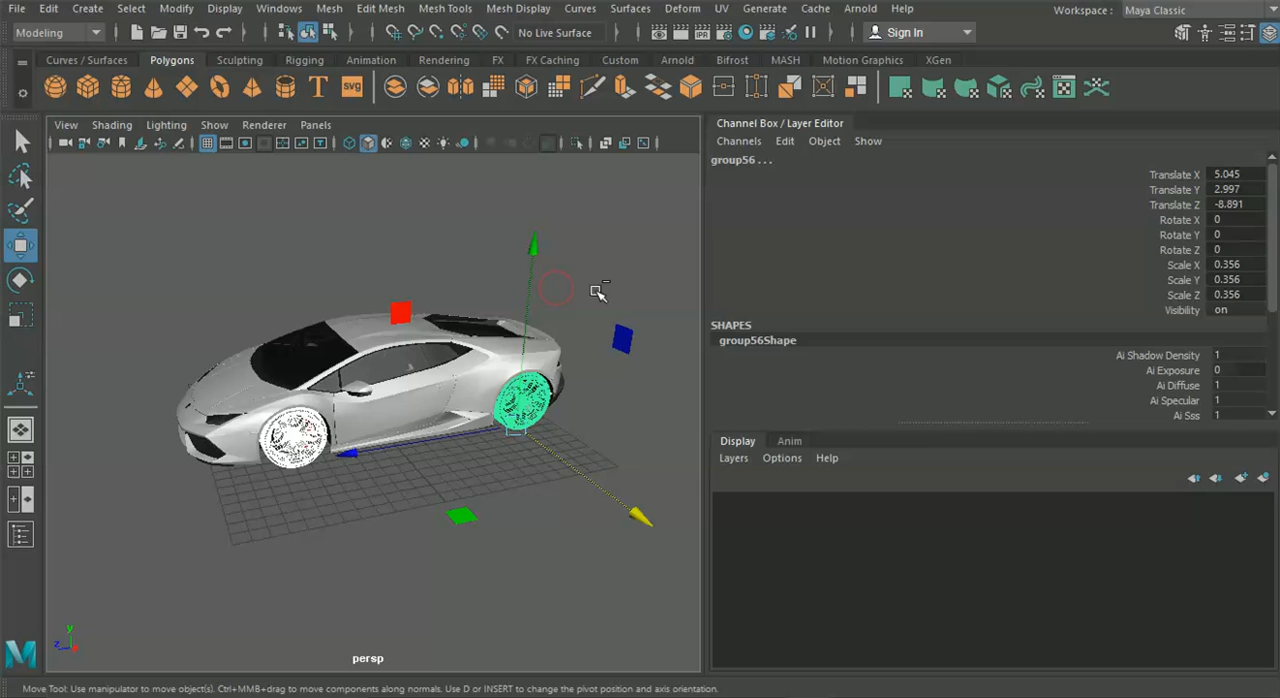 File Edit Create Select Modify Display Windows Mesh Edit Mesh Mesh Tools Mesh Display Curves Surfaces Deform UV Generate Cache Arnold Help Workspace : Maya Classic
Modeling No Live Surface IPR Sign In
Curves / Surfaces Polygons Sculpting Rigging Animation Rendering FX FX Caching Custom Arnold Bifrost MASH Motion Graphics XGen
T SVG
View Shading Lighting Show Renderer Panels
Channel Box / Layer Editor
Channels Edit Object Show
group56 . . .
Translate X 5.045
Translate Y 2.997
Translate Z -8.891
Rotate X 0
Rotate Y 0
Rotate Z 0
Scale X 0.356
Scale Y 0.356
Scale Z 0.356
Visibility on
SHAPES
group56Shape
Ai Shadow Density 1
Ai Exposure 0
Ai Diffuse 1
Ai Specular 1
Ai Sss 1
Display Anim
Layers Options Help
y
z
persp
M
Move Tool: Use manipulator to move object(s). Ctrl+MMB+drag to move components along normals. Use D or INSERT to change the pivot position and axis orientation.